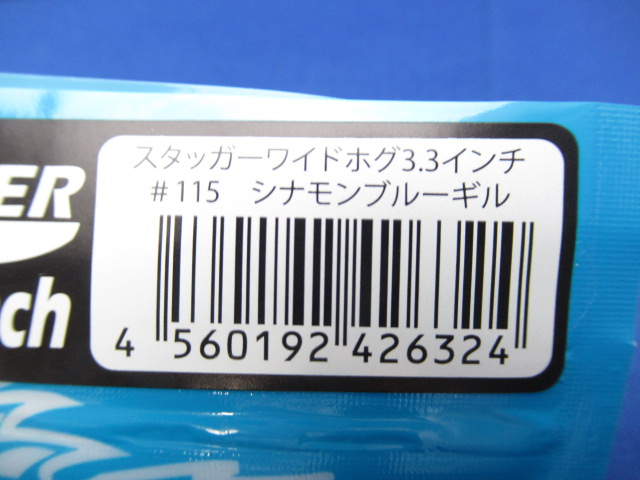 スタッガーワイドホグ3.3インチ
#115 シナモンブルーギル
ER
ch
4 560192 426324